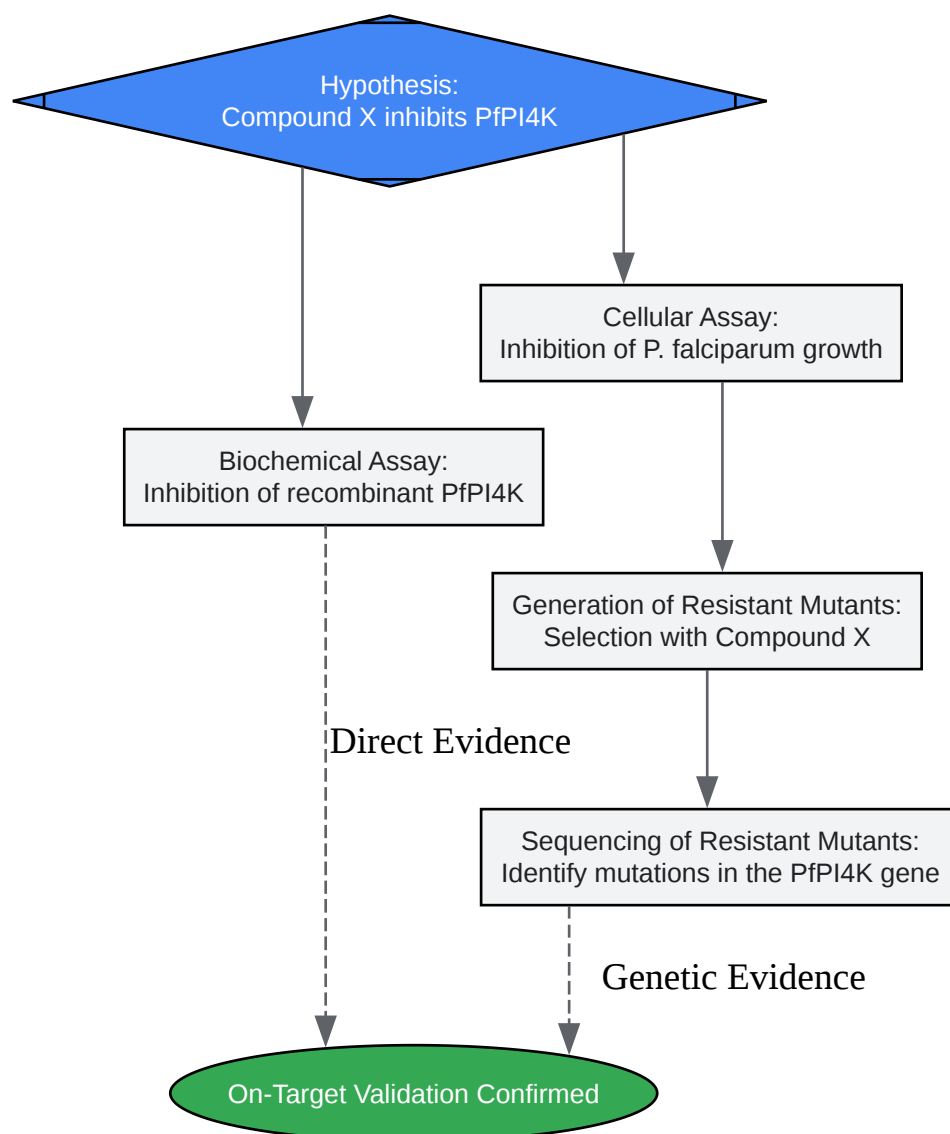 Hypothesis:
Compound X inhibits PfPI4K
Cellular Assay:
Inhibition of P. falciparum growth
Biochemical Assay:
Inhibition of recombinant PfPI4K
Generation of Resistant Mutants:
Selection with Compound X
Direct Evidence
Sequencing of Resistant Mutants:
Identify mutations in the PfPI4K gene
Genetic Evidence
On-Target Validation Confirmed